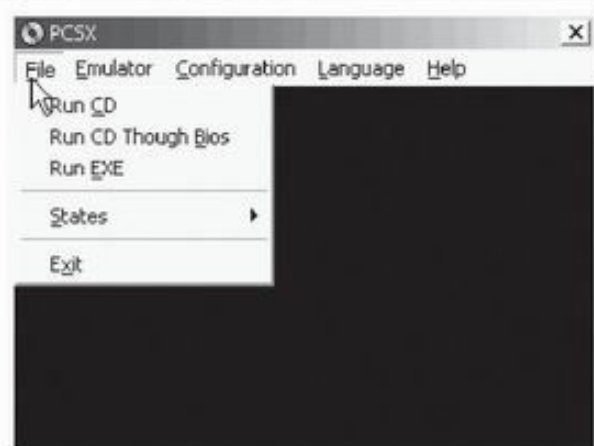 PCSX
File Emulator Configuration Language Help
Run CD
Run CD Though Bios
Run EXE
States
Exit